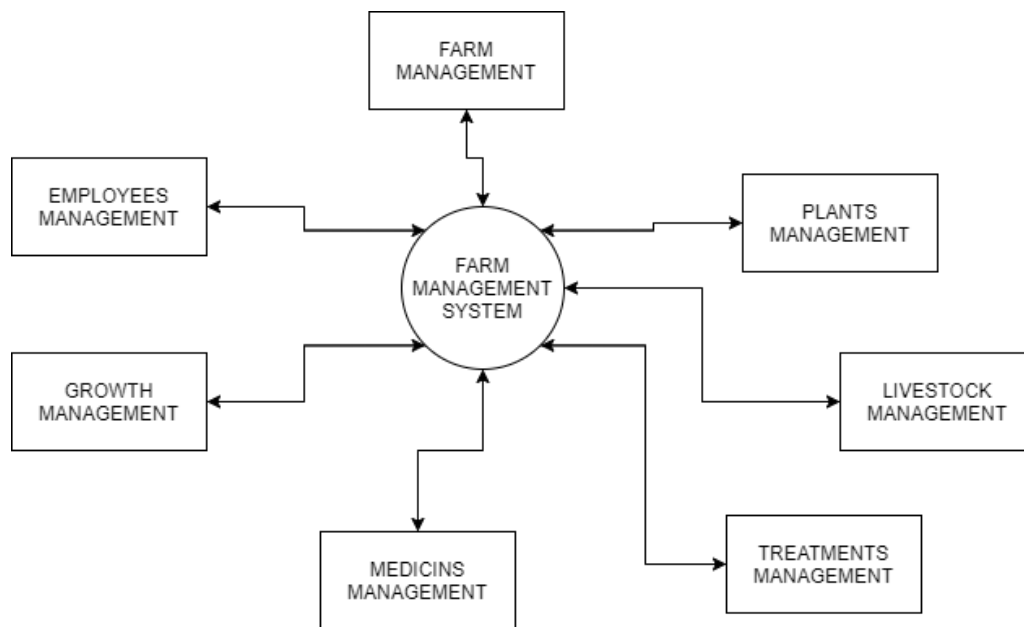 FARM
MANAGEMENT
EMPLOYEES
MANAGEMENT
PLANTS
MANAGEMENT
FARM
MANAGEMENT
SYSTEM
GROWTH
MANAGEMENT
LIVESTOCK
MANAGEMENT
MEDICINS
MANAGEMENT
TREATMENTS
MANAGEMENT